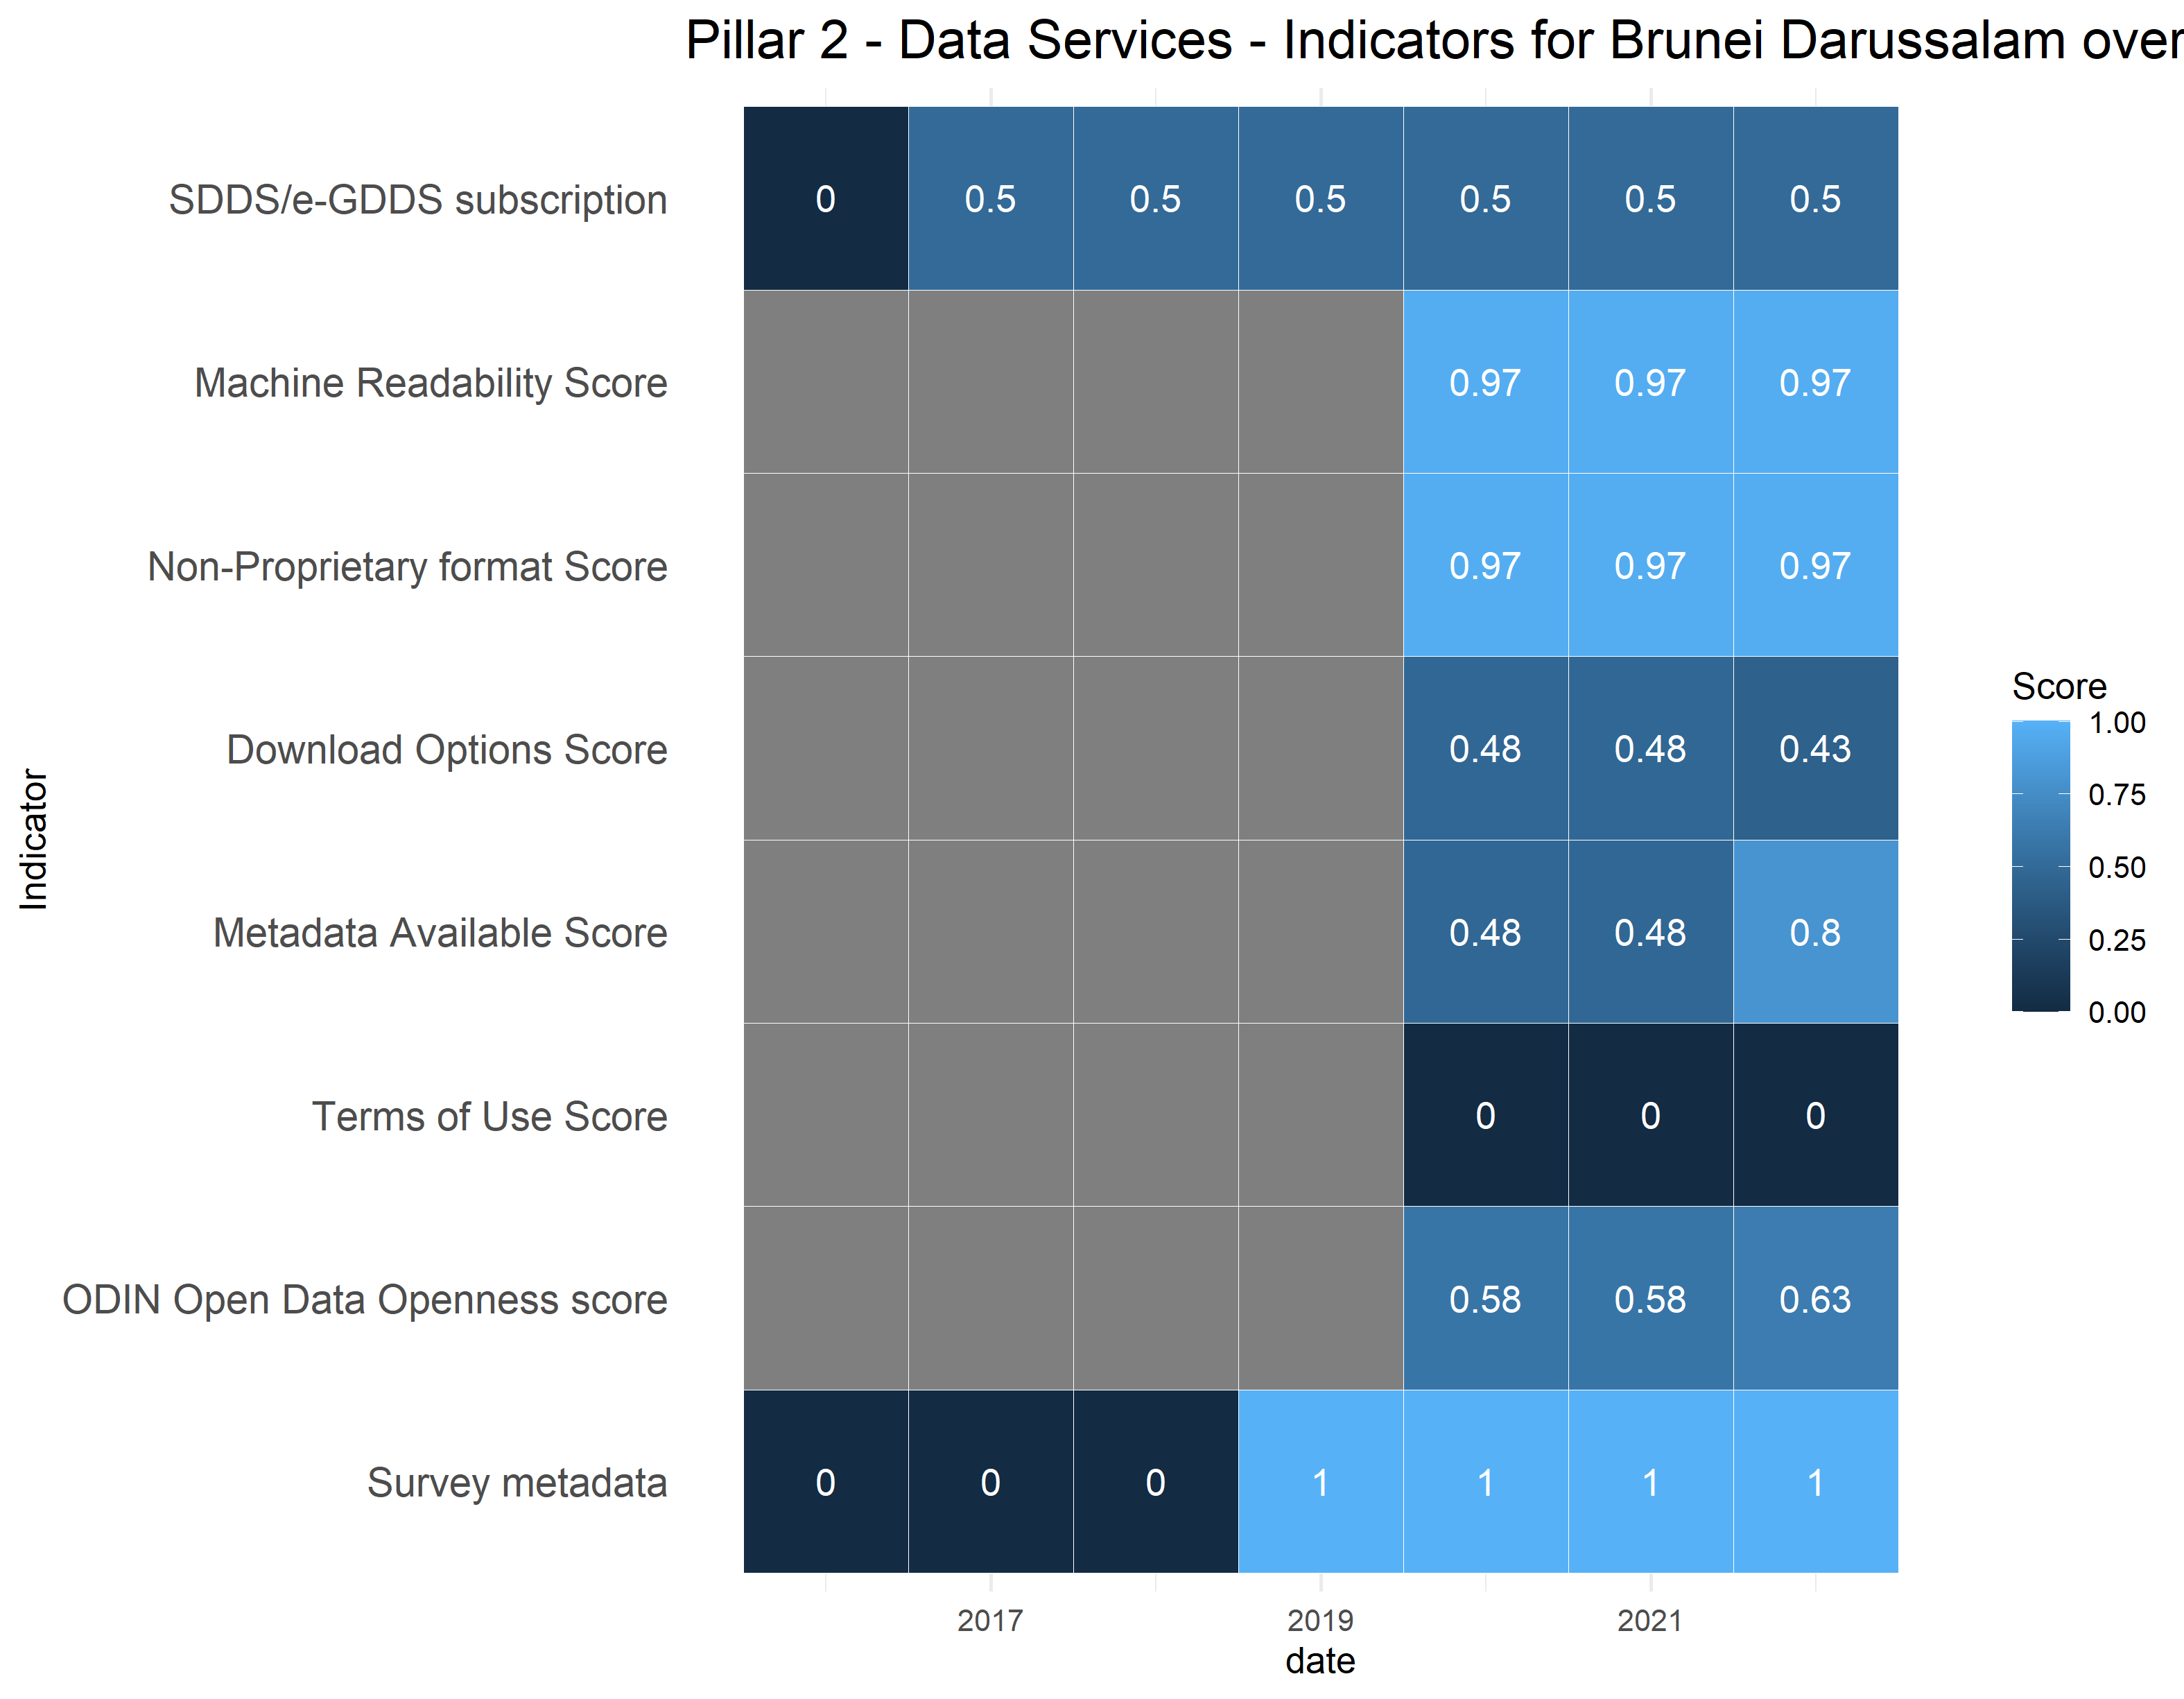 Pillar 2 - Data Services - Indicators for Brunei Darussalam over
SDDS/e-GDDS subscription 0 0.5 0.5 0.5 0.5 0.5 0.5
Machine Readability Score 0.97 0.97 0.97
Non-Proprietary format Score 0.97 0.97 0.97
Download Options Score 0.48 0.48 0.43
Metadata Available Score 0.48 0.48 0.8
Terms of Use Score 0 0 0
ODIN Open Data Openness score 0.58 0.58 0.63
Survey metadata 0 0 0 1 1 1 1
2017 2019 2021
date
Indicator
Score
1.00
0.75
0.50
0.25
0.00